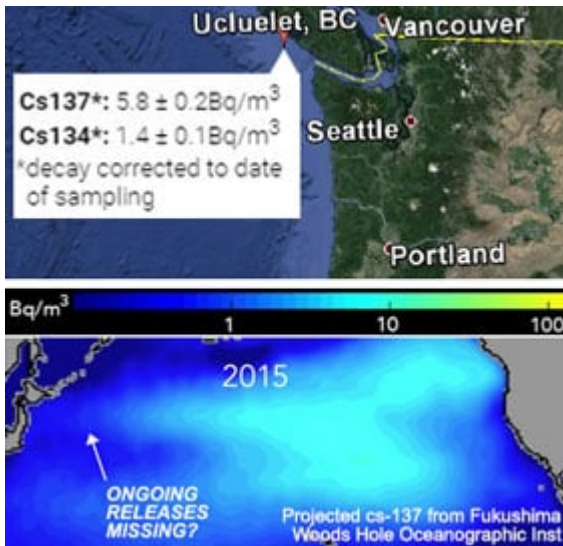 Ucluelet, BC
Vancouver
Cs137*: 5.8 ± 0.2Bq/m³
Cs134*: 1.4 ± 0.1Bq/m³
*decay corrected to date
of sampling
Seattle
Portland
Bq/m³
1
10
100
2015
ONGOING
RELEASES
MISSING?
Projected cs-137 from Fukushima
Woods Hole Oceanographic Inst